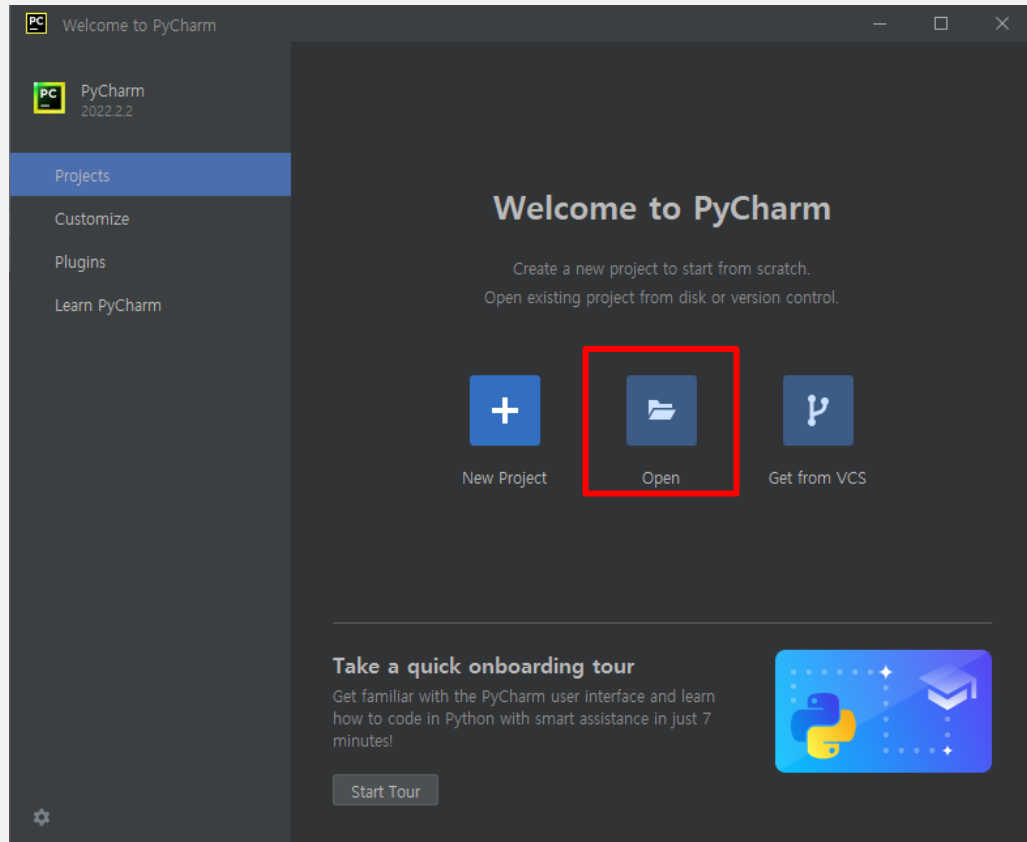 PC Welcome to PyCharm
PC PyCharm
2022.2.2
Projects
Customize
Plugins
Learn PyCharm
Welcome to PyCharm
Create a new project to start from scratch.
Open existing project from disk or version control.
New Project Open Get from VCS
Take a quick onboarding tour
Get familiar with the PyCharm user interface and learn
how to code in Python with smart assistance in just 7
minutes!
Start Tour